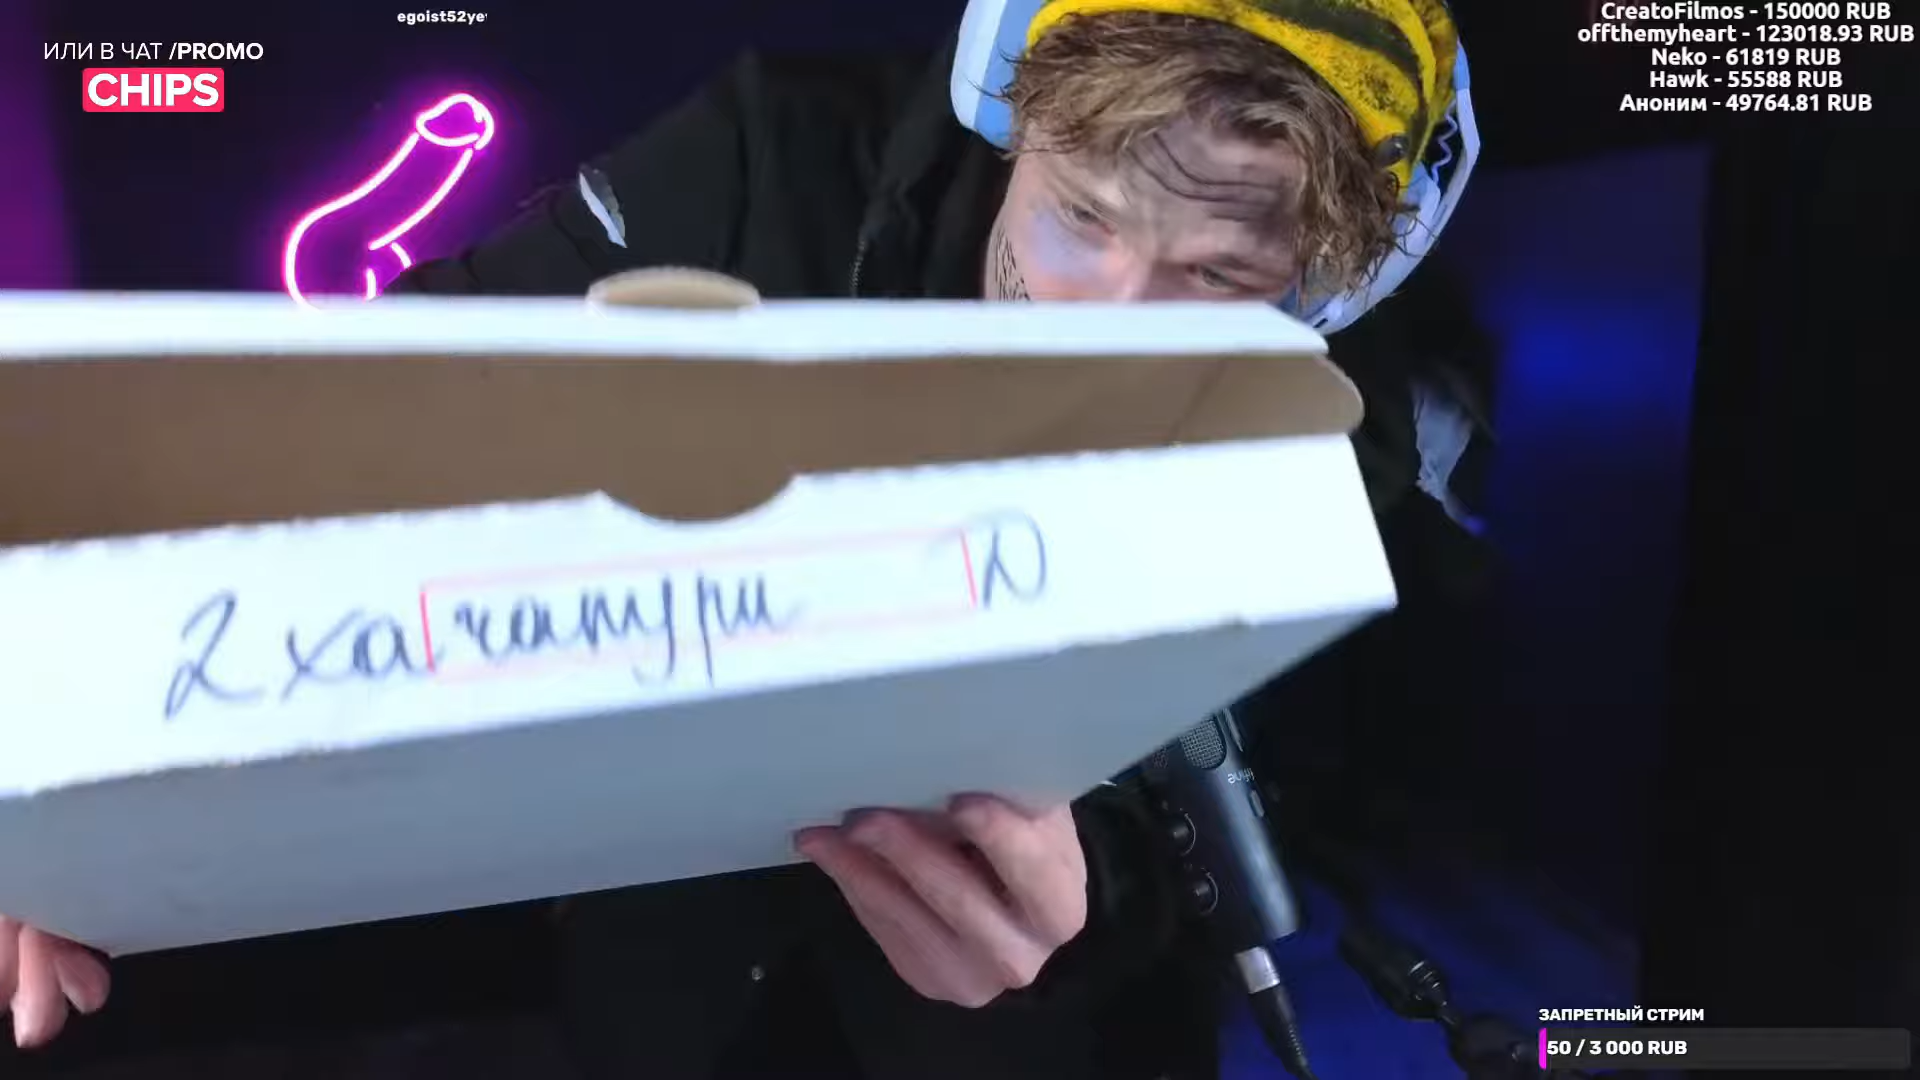 egoist52ye
ИЛИ В ЧАТ /PROMO
CHIPS
CreatoFilmos - 150000 RUB
offthemyheart - 123018.93 RUB
Neko - 61819 RUB
Hawk - 55588 RUB
Аноним - 49764.81 RUB
2 хачапури D
fifine
ЗАПРЕТНЫЙ СТРИМ
50 / 3 000 RUB